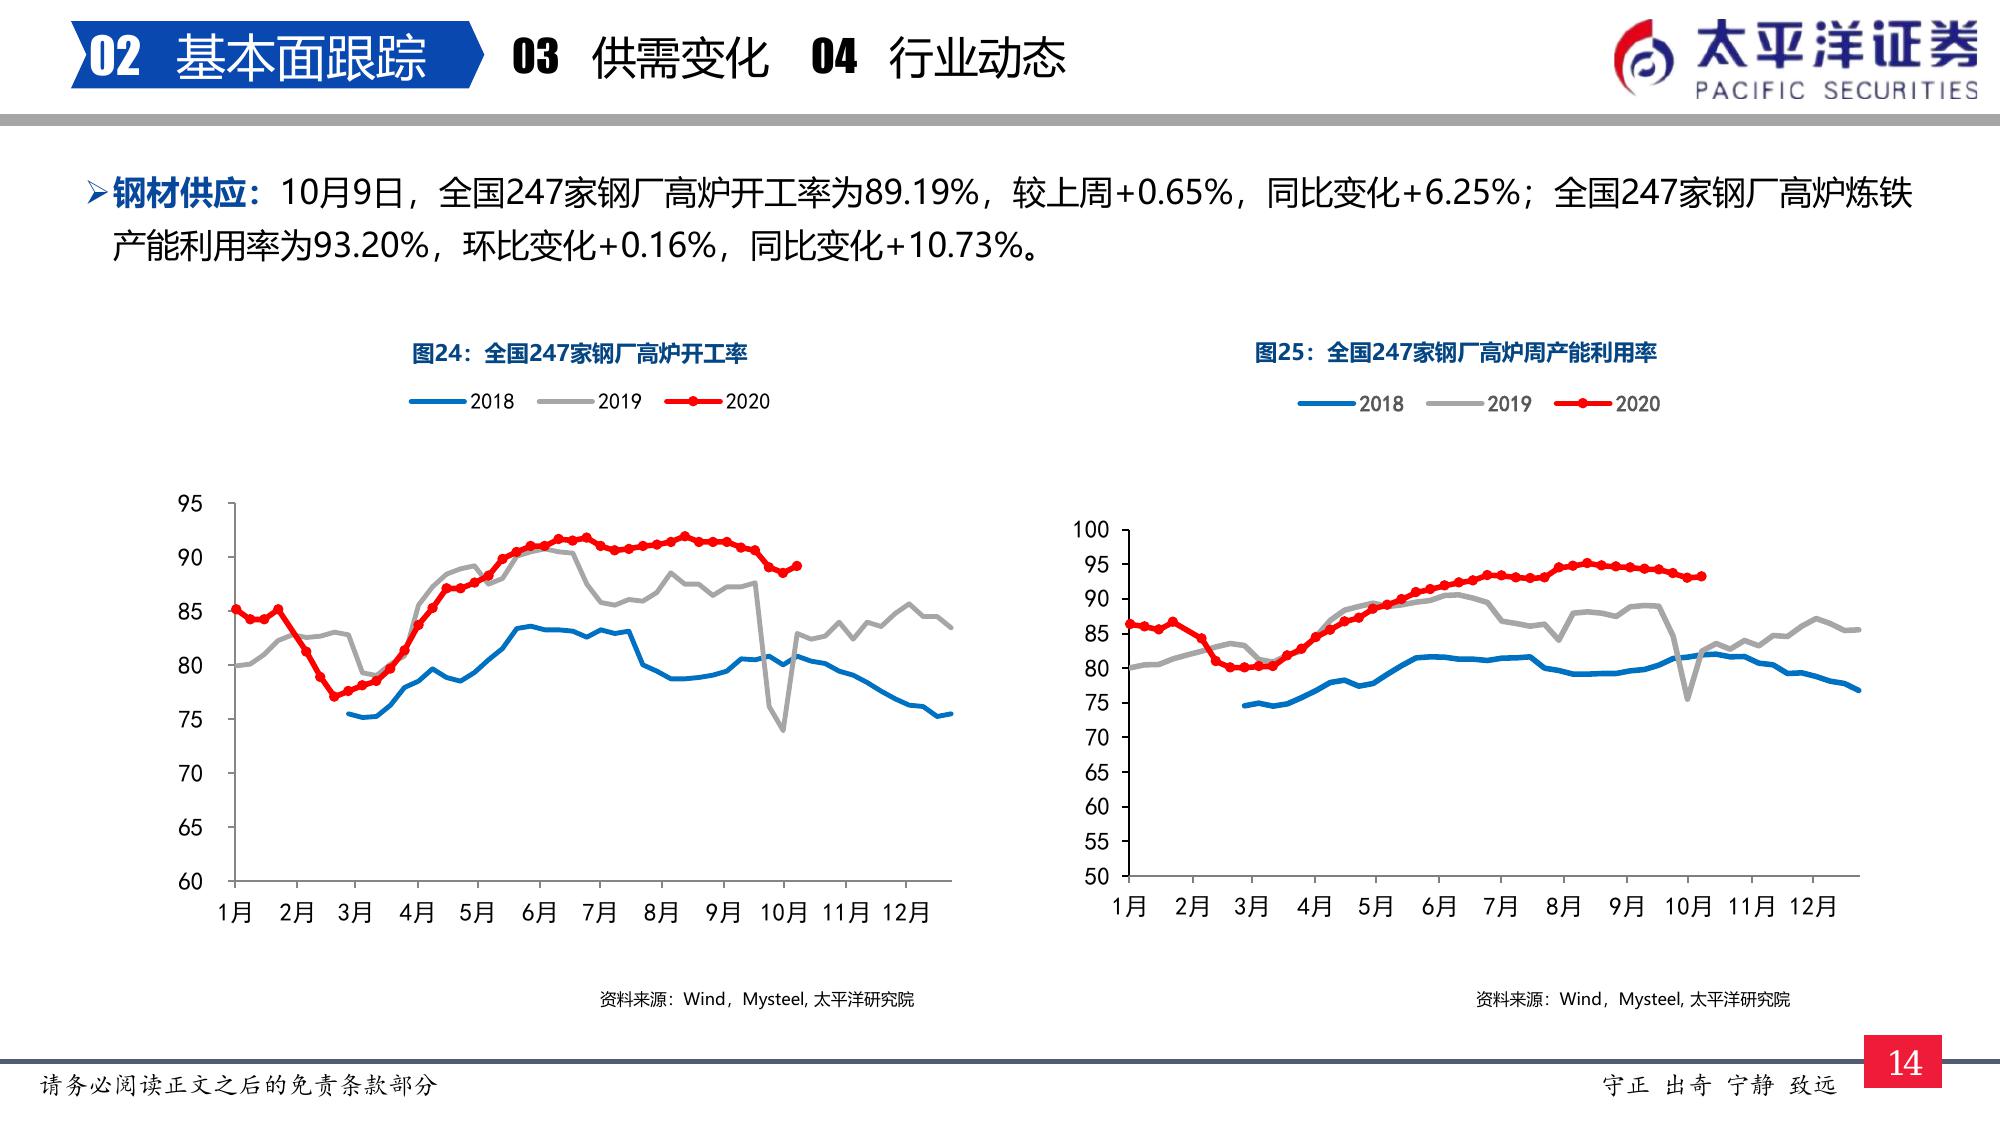 02 基本面跟踪 03 供需变化 04 行业动态
太平洋证券
PACIFIC SECURITIES
➢钢材供应：10月9日，全国247家钢厂高炉开工率为89.19%，较上周+0.65%，同比变化+6.25%；全国247家钢厂高炉炼铁
产能利用率为93.20%，环比变化+0.16%，同比变化+10.73%。
图24：全国247家钢厂高炉开工率
2018 2019 2020
95
90
85
80
75
70
65
60
1月 2月 3月 4月 5月 6月 7月 8月 9月 10月 11月 12月
资料来源：Wind，Mysteel, 太平洋研究院
图25：全国247家钢厂高炉周产能利用率
2018 2019 2020
100
95
90
85
80
75
70
65
60
55
50
1月 2月 3月 4月 5月 6月 7月 8月 9月 10月 11月 12月
资料来源：Wind，Mysteel, 太平洋研究院
请务必阅读正文之后的免责条款部分
守正 出奇 宁静 致远
14